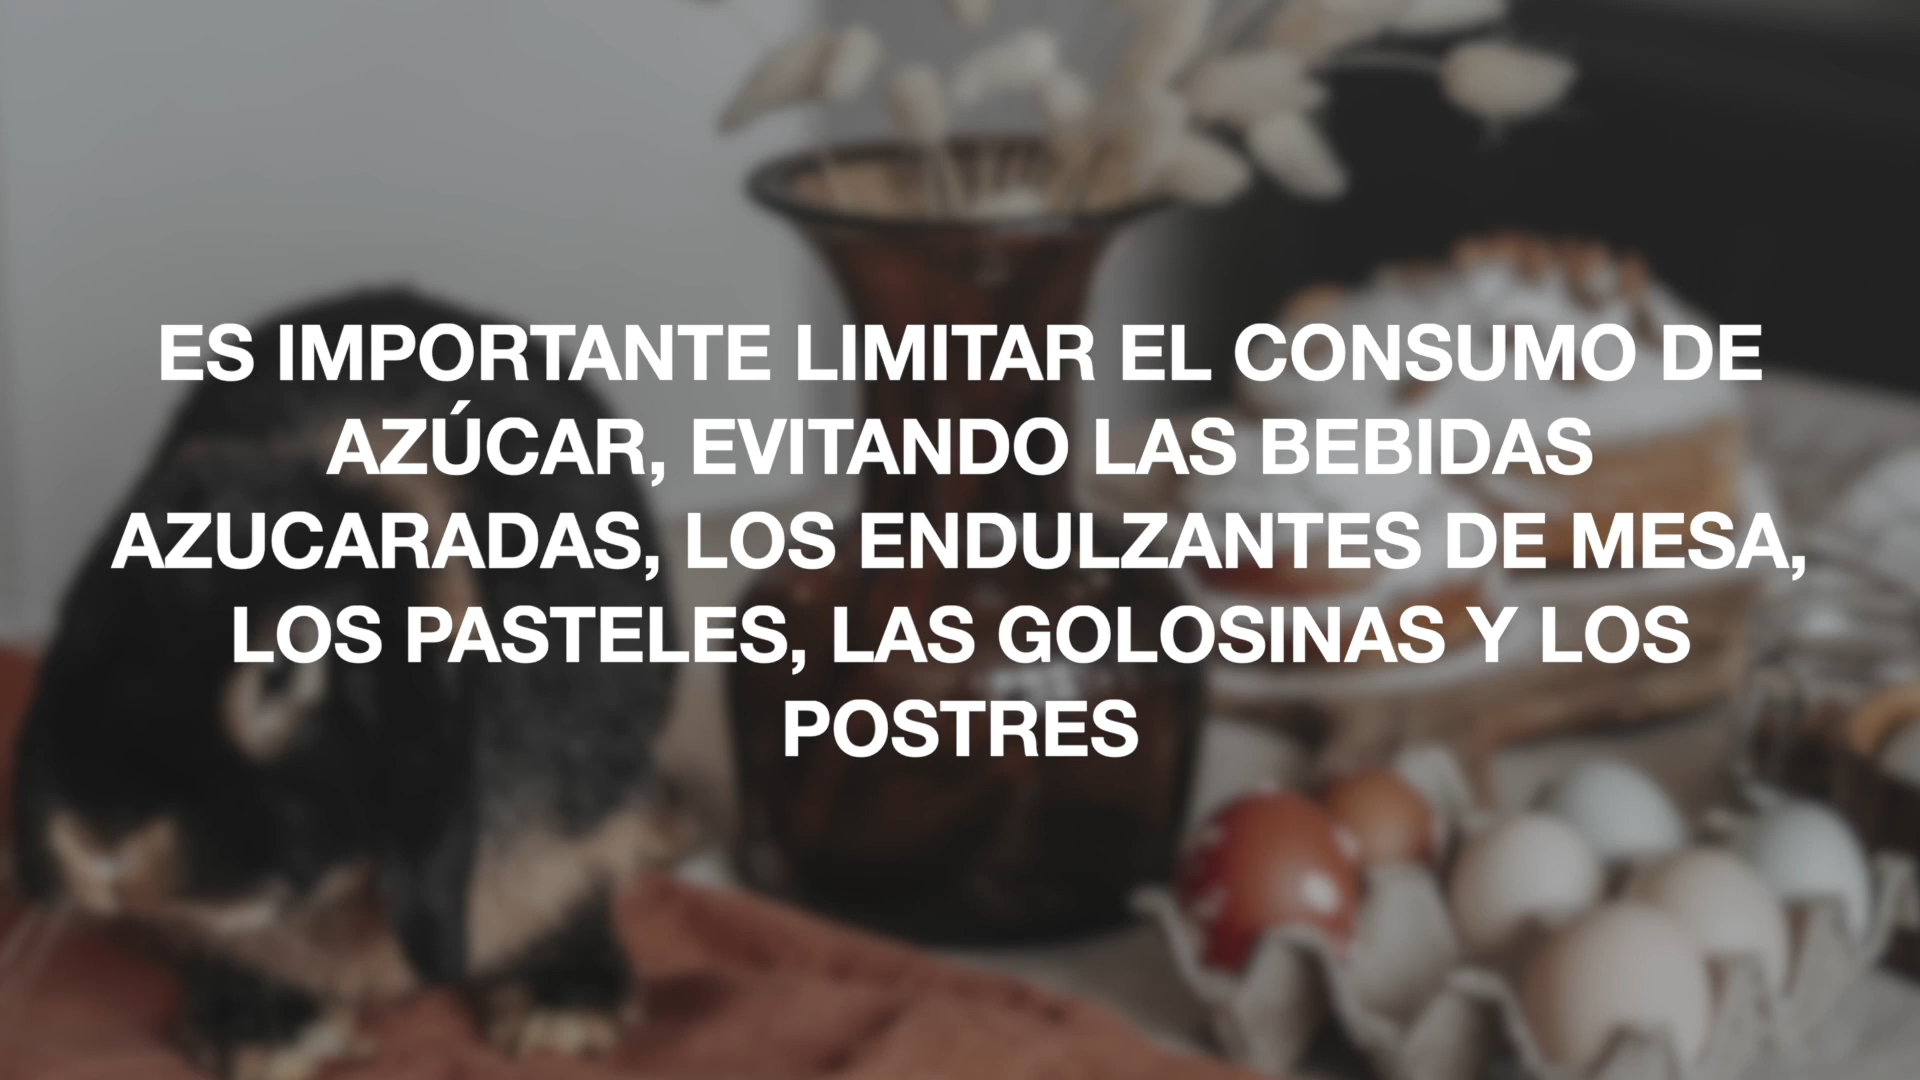 ES IMPORTANTE LIMITAR EL CONSUMO DE
AZÚCAR, EVITANDO LAS BEBIDAS
AZUCARADAS, LOS ENDULZANTES DE MESA,
LOS PASTELES, LAS GOLOSINAS Y LOS
POSTRES